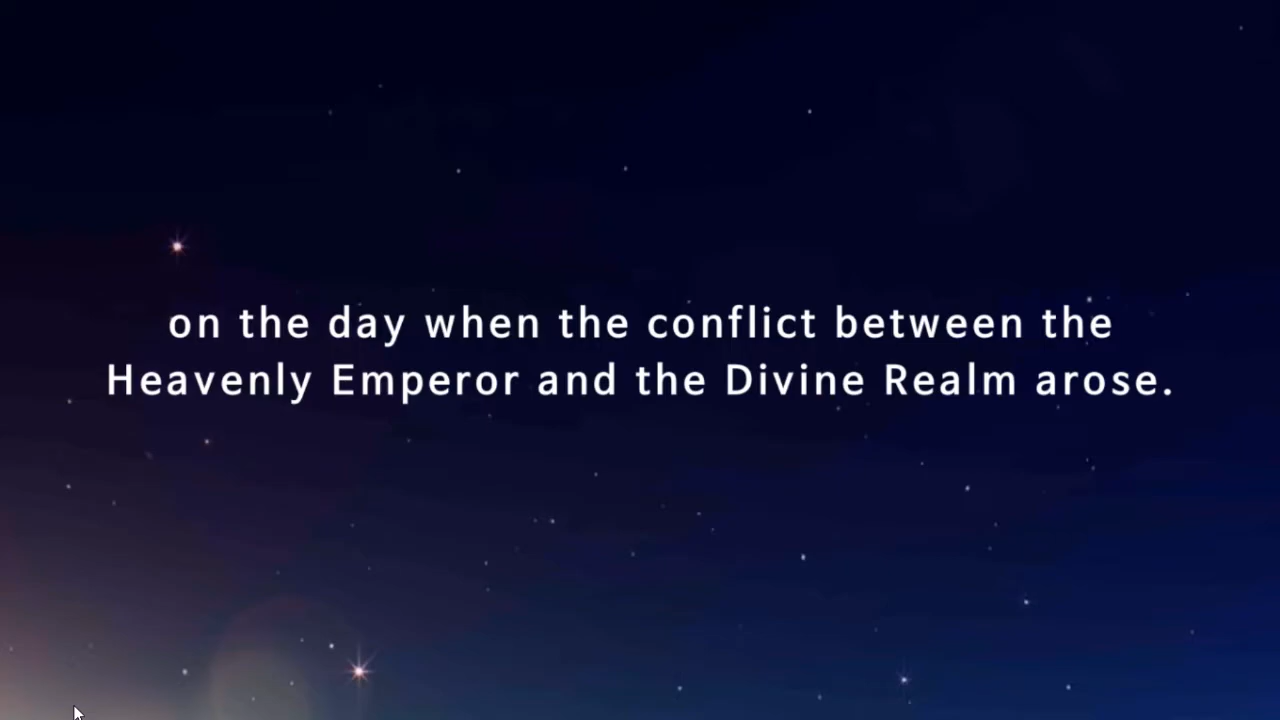 on the day when the conflict between the
Heavenly Emperor and the Divine Realm arose.